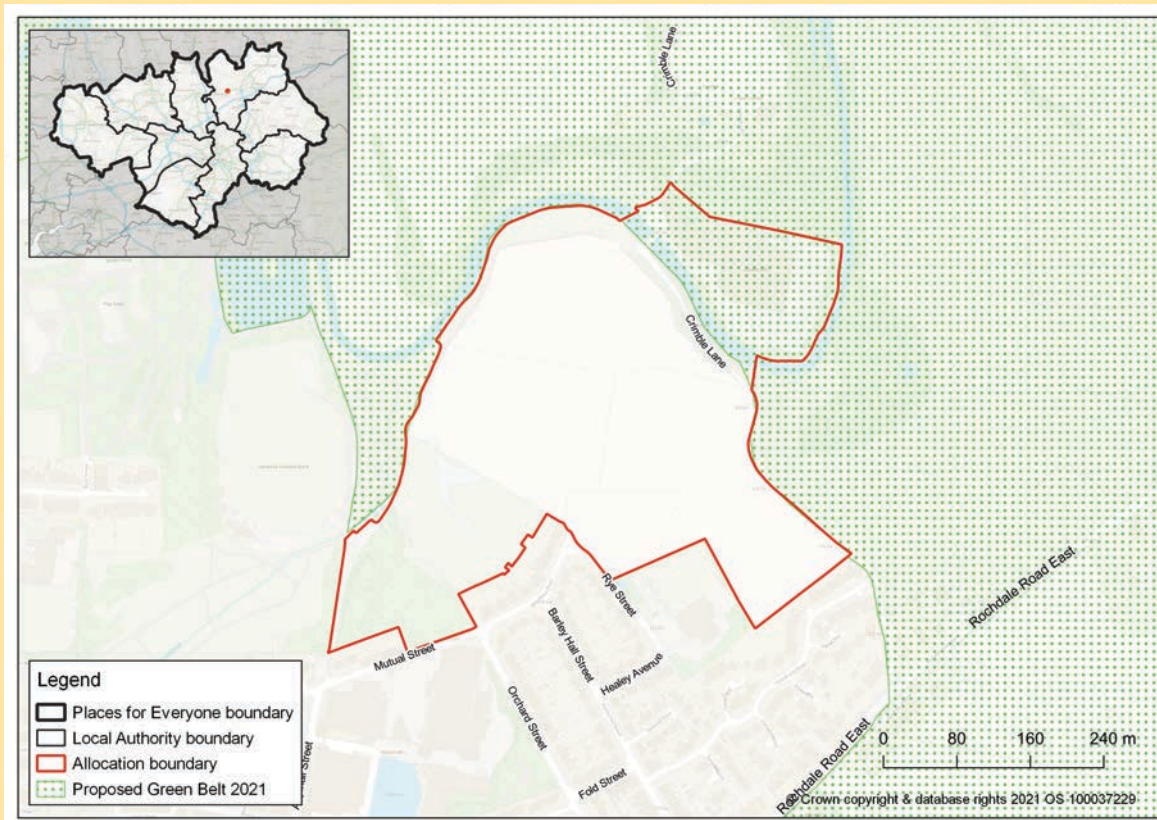 Crimble Lane
Crimble Lane
Rochdale Road East
Rye Street
Barley Hall Street
Mutual Street
Healey Avenue
Orchard Street
Fold Street
Rochdale Road East
Legend
Places for Everyone boundary
Local Authority boundary
Allocation boundary
Proposed Green Belt 2021
0 80 160 240 m
© Crown copyright & database rights 2021 OS 100037229